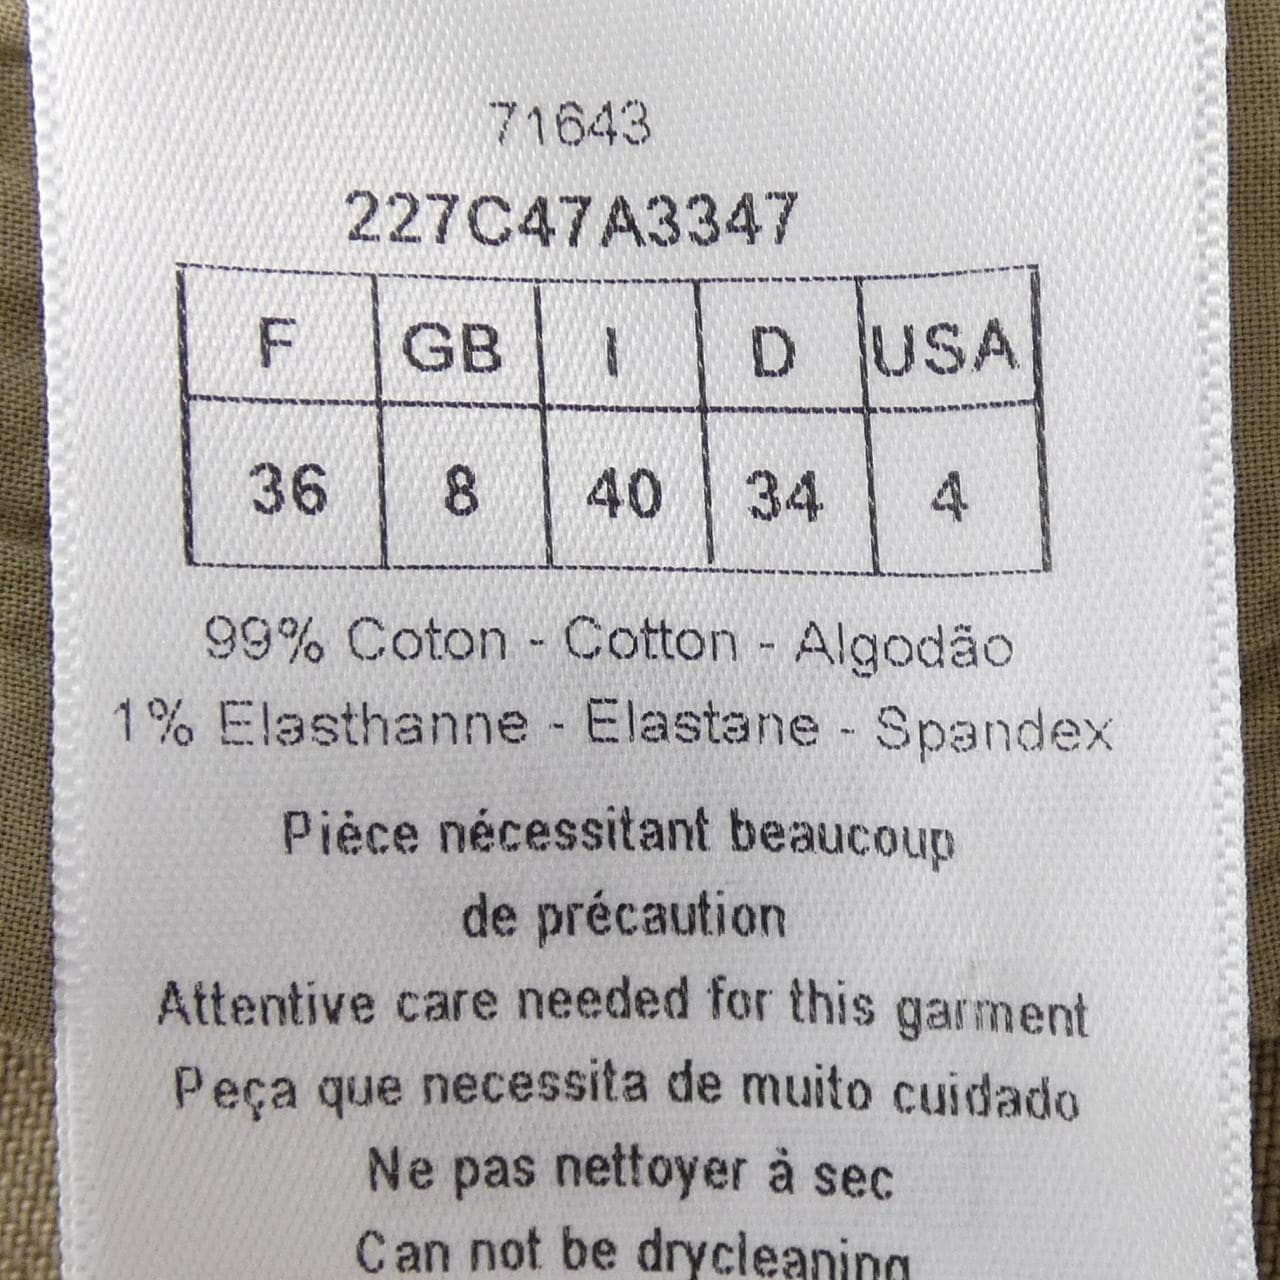 71643
227C47A3347
F GB I D USA
36 8 40 34 4
99% Coton - Cotton - Algodão
1% Elasthanne - Elastane - Spandex
Pièce nécessitant beaucoup
de précaution
Attentive care needed for this garment
Peça que necessita de muito cuidado
Ne pas nettoyer à sec
Can not be drycleaning